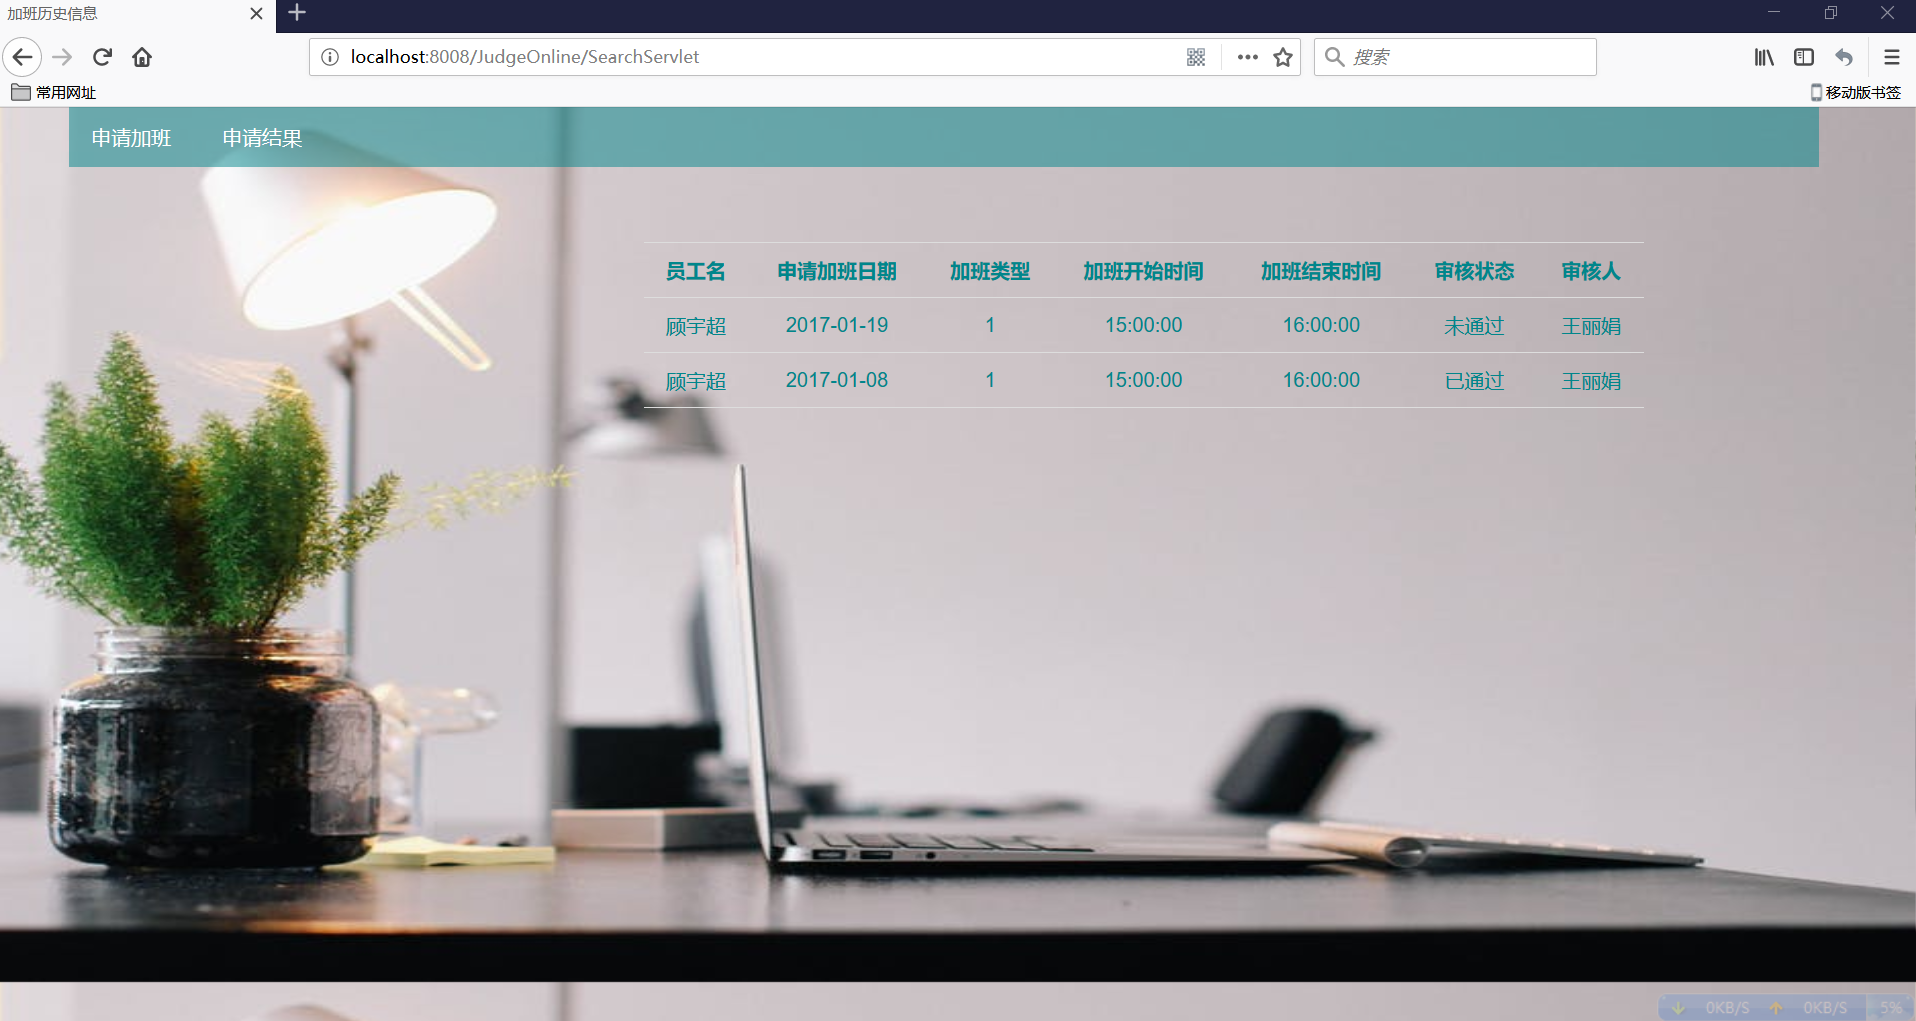 加班历史信息
localhost:8008/JudgeOnline/SearchServlet
搜索
常用网址
移动版书签
申请加班 申请结果
员工名 申请加班日期 加班类型 加班开始时间 加班结束时间 审核状态 审核人
顾宇超 2017-01-19 1 15:00:00 16:00:00 未通过 王丽娟
顾宇超 2017-01-08 1 15:00:00 16:00:00 已通过 王丽娟
0KB/S 0KB/S 5%